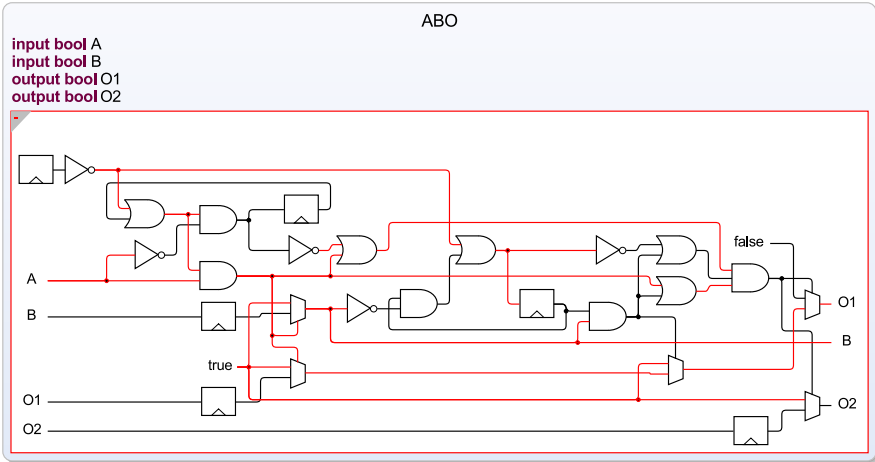 ABO
input bool A
input bool B
output bool O1
output bool O2
-
false
A
O1
B
B
true
O1
O2
O2